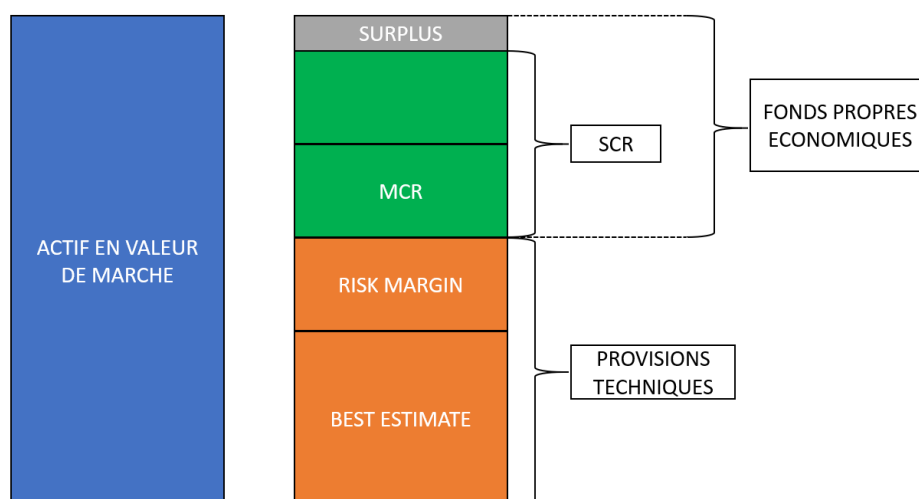 ACTIF EN VALEUR
DE MARCHE
SURPLUS
MCR
RISK MARGIN
BEST ESTIMATE
SCR
PROVISIONS
TECHNIQUES
FONDS PROPRES
ECONOMIQUES